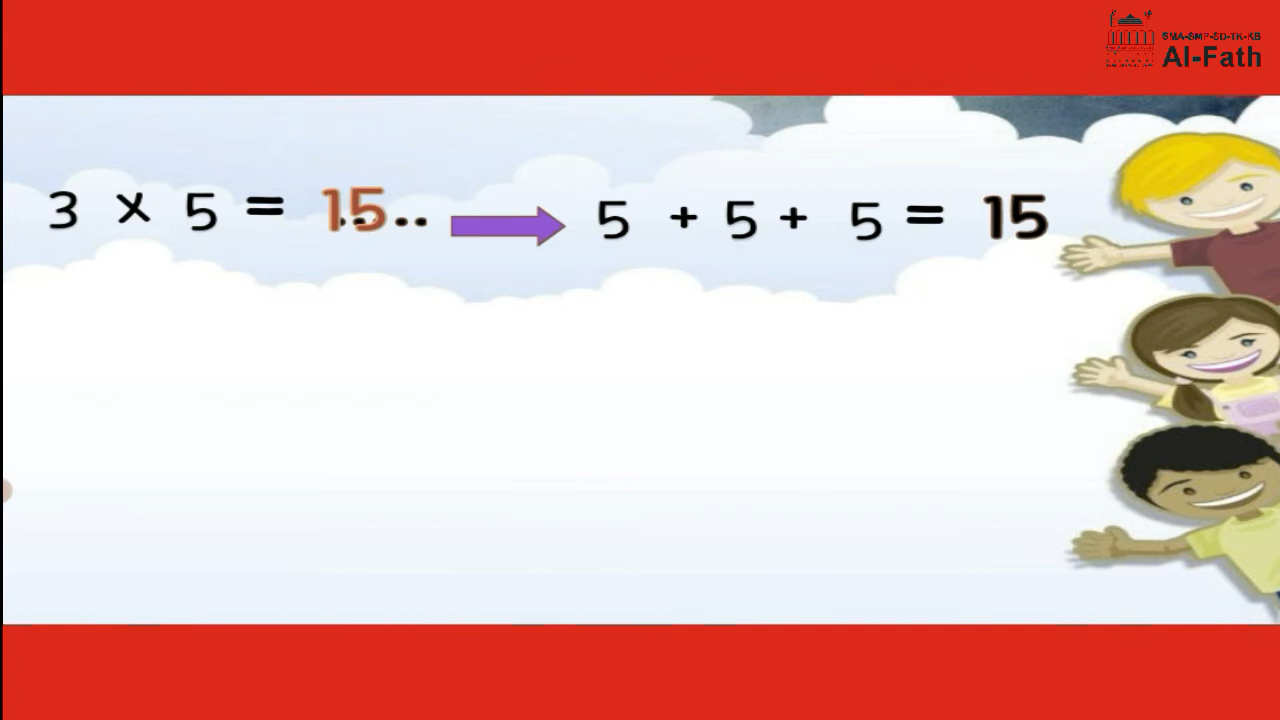 SMA-SMP-SD-TK-KB
Al-Fath
3 x 5 = 15.. 5 + 5 + 5 = 15